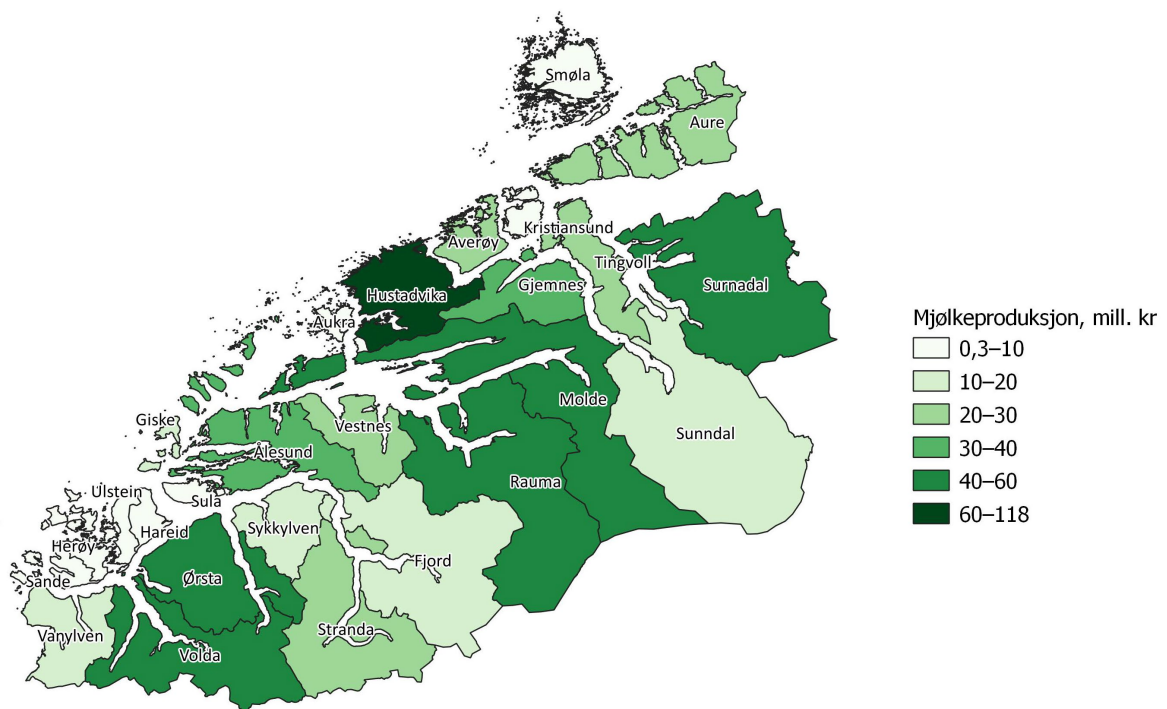 Smøla
Aure
Kristiansund
Averøy
Tingvoll
Surnadal
Gjemnes
Hustadvika
Aukra
Molde
Giske
Vestnes
Sunndal
Ålesund
Rauma
Ulstein
Sula
Hareid
Sykkylven
Herøy
Fjord
Sande
Ørsta
Stranda
Vanylven
Volda
Mjølkeproduksjon, mill. kr
0,3–10
10–20
20–30
30–40
40–60
60–118